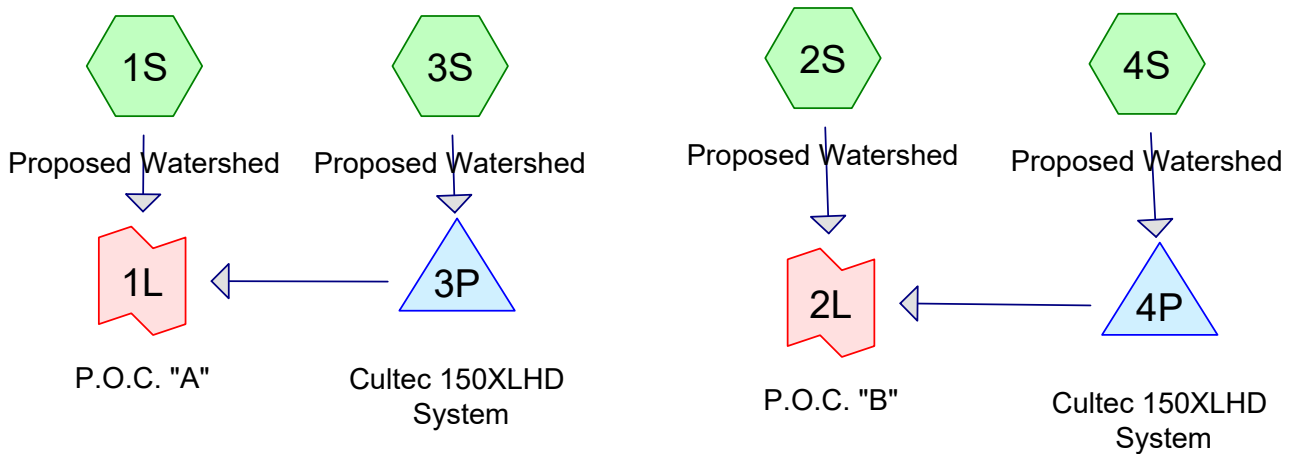 1S
3S
2S
4S
Proposed Watershed
Proposed Watershed
Proposed Watershed
Proposed Watershed
1L
3P
2L
4P
P.O.C. "A"
Cultec 150XLHD
System
P.O.C. "B"
Cultec 150XLHD
System